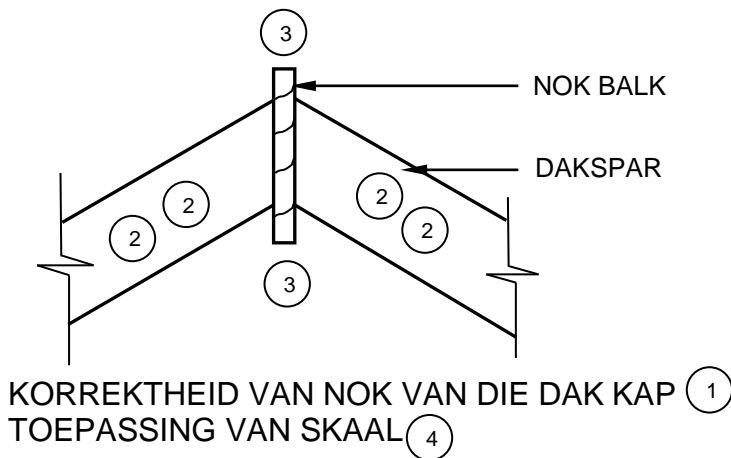 3
NOK BALK
DAKSPAR
2 2
2 2
3
KORREKTHEID VAN NOK VAN DIE DAK KAP 1
TOEPASSING VAN SKAAL 4